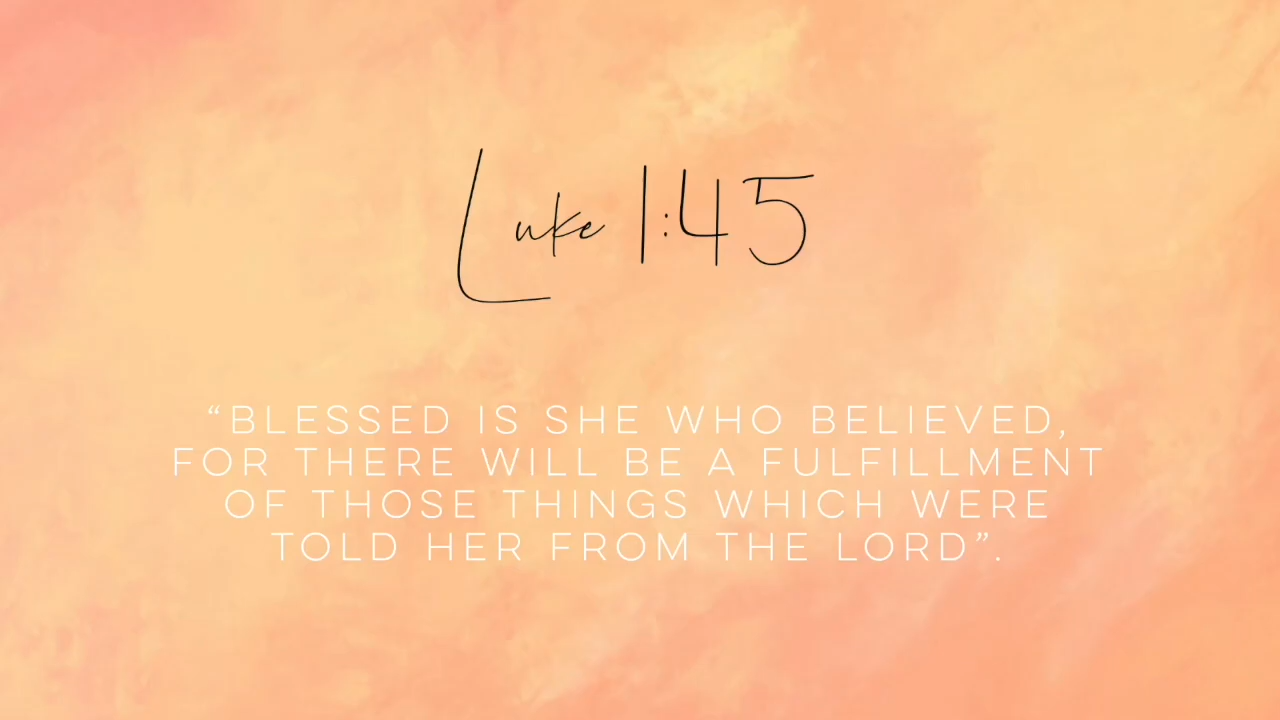 Luke 1:45
“BLESSED IS SHE WHO BELIEVED,
FOR THERE WILL BE A FULFILLMENT
OF THOSE THINGS WHICH WERE
TOLD HER FROM THE LORD”.